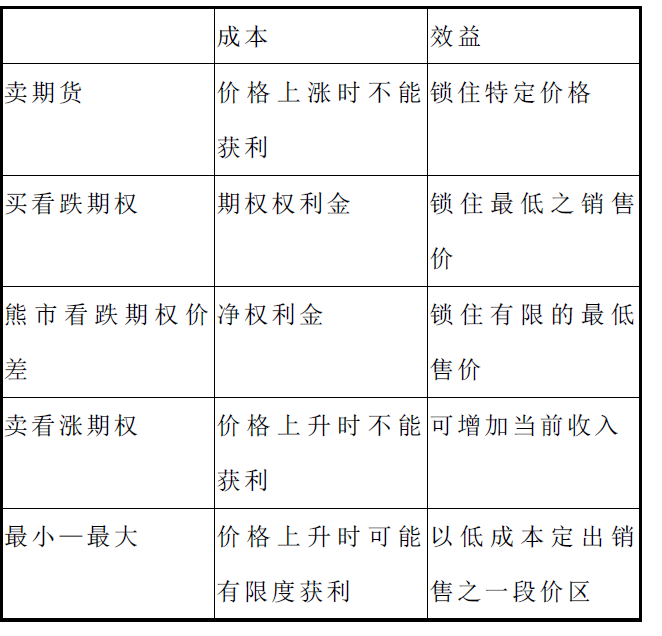 成本 效益
卖期货 价格上涨时不能 锁住特定价格
获利
买看跌期权 期权权利金 锁住最低之销售
价
熊市看跌期权价 净权利金 锁住有限的最低
差 售价
卖看涨期权 价格上升时不能 可增加当前收入
获利
最小—最大 价格上升时可能 以低成本定出销
有限度获利 售之一段价区